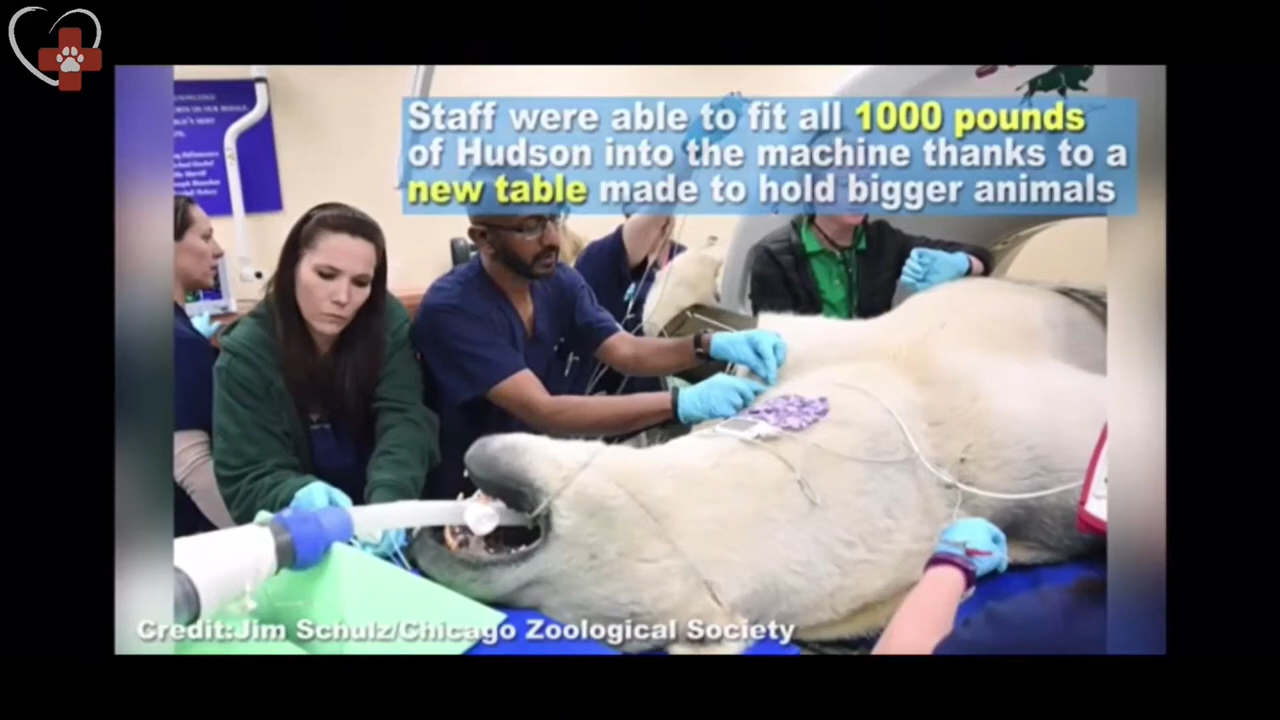 Staff were able to fit all 1000 pounds
of Hudson into the machine thanks to a
new table made to hold bigger animals
Credit:Jim Schulz/Chicago Zoological Society